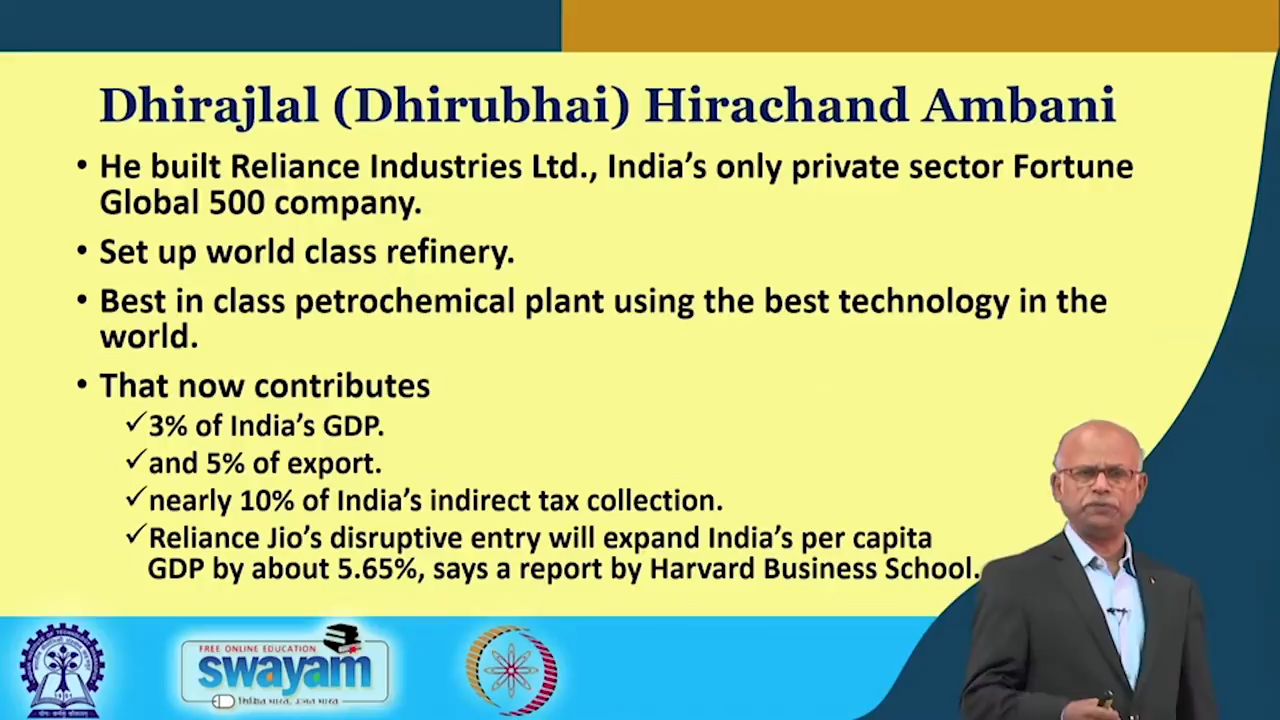 Dhirajlal (Dhirubhai) Hirachand Ambani
• He built Reliance Industries Ltd., India’s only private sector Fortune
Global 500 company.
• Set up world class refinery.
• Best in class petrochemical plant using the best technology in the
world.
• That now contributes
✓3% of India’s GDP.
✓and 5% of export.
✓nearly 10% of India’s indirect tax collection.
✓Reliance Jio’s disruptive entry will expand India’s per capita
GDP by about 5.65%, says a report by Harvard Business School.
FREE ONLINE EDUCATION
swayam
शिक्षित भारत, उन्नत भारत